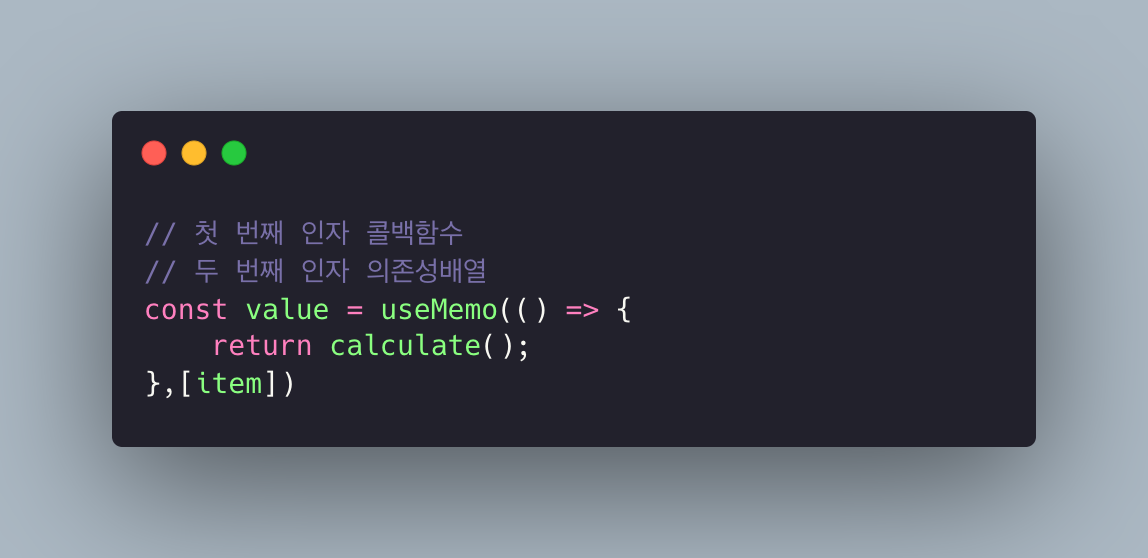 // 첫 번째 인자 콜백함수
// 두 번째 인자 의존성배열
const value = useMemo(() => {
    return calculate();
},[item])